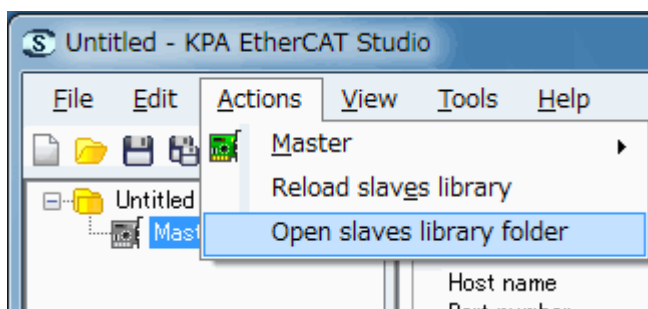 Untitled - KPA EtherCAT Studio
File Edit Actions View Tools Help
Master
Reload slaves library
Untitled
Open slaves library folder
Mast
Host name